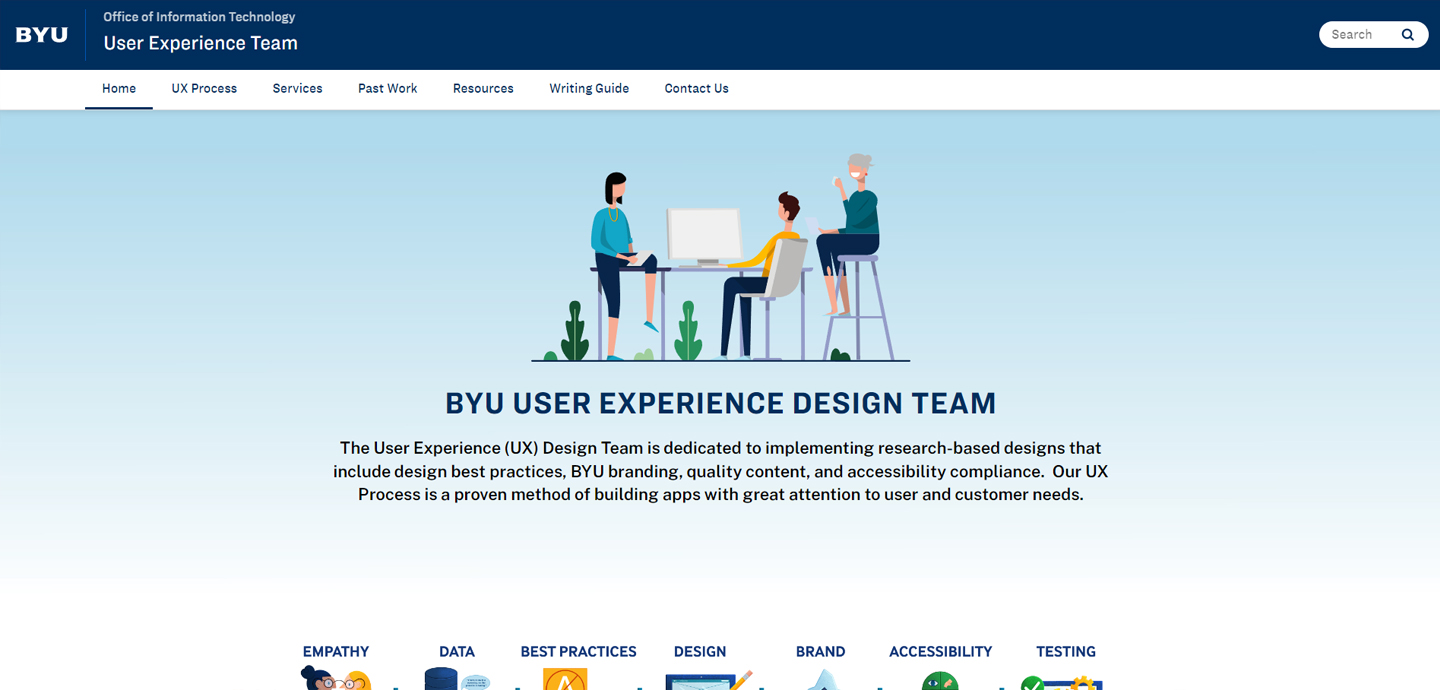 BYU
Office of Information Technology
User Experience Team
Search
Home UX Process Services Past Work Resources Writing Guide Contact Us
BYU USER EXPERIENCE DESIGN TEAM
The User Experience (UX) Design Team is dedicated to implementing research-based designs that
include design best practices, BYU branding, quality content, and accessibility compliance. Our UX
Process is a proven method of building apps with great attention to user and customer needs.
EMPATHY DATA BEST PRACTICES DESIGN BRAND ACCESSIBILITY TESTING